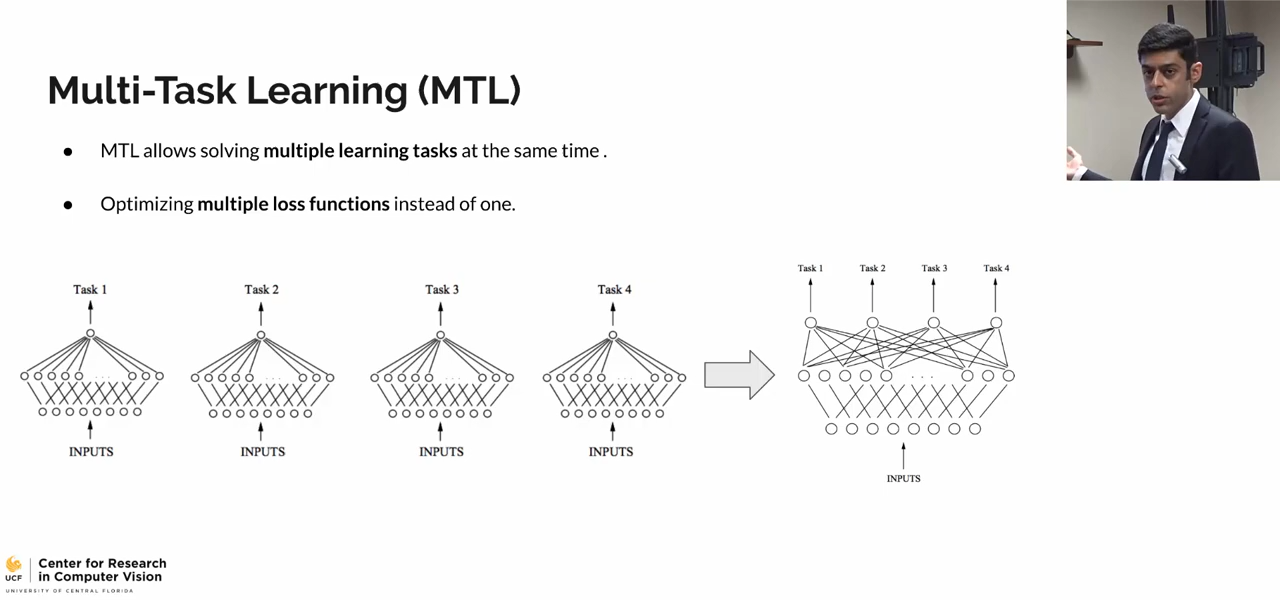 Multi-Task Learning (MTL)
● MTL allows solving multiple learning tasks at the same time .
● Optimizing multiple loss functions instead of one.
Task 1 Task 2 Task 3 Task 4
INPUTS INPUTS INPUTS INPUTS
Task 1 Task 2 Task 3 Task 4
INPUTS
UCF
Center for Research
in Computer Vision
UNIVERSITY OF CENTRAL FLORIDA